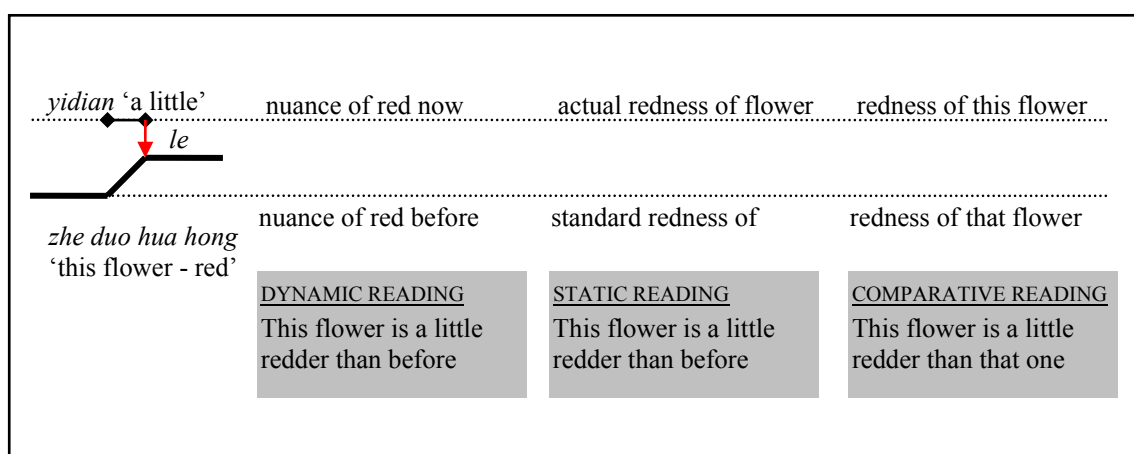 yidian ‘a little’
nuance of red now
actual redness of flower
redness of this flower
le
zhe duo hua hong
‘this flower - red’
nuance of red before
standard redness of
redness of that flower
DYNAMIC READING
This flower is a little
redder than before
STATIC READING
This flower is a little
redder than before
COMPARATIVE READING
This flower is a little
redder than that one